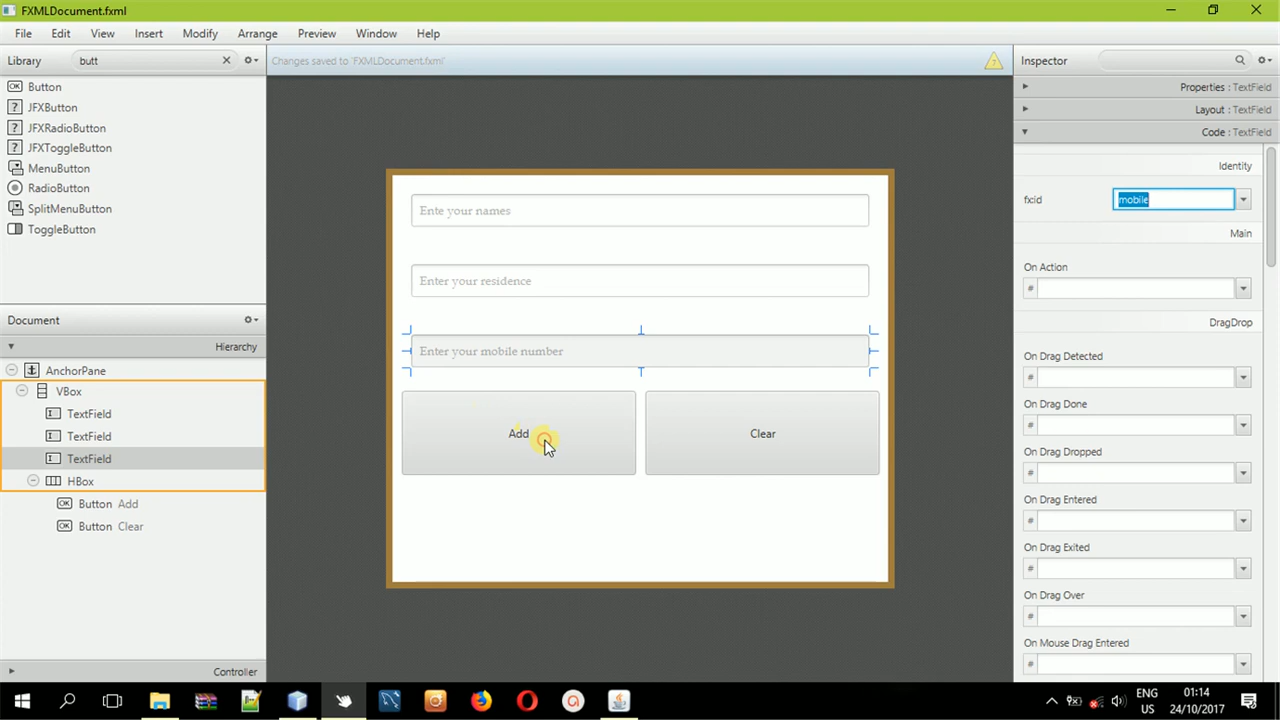 FXMLDocument.fxml
File Edit View Insert Modify Arrange Preview Window Help
Library butt
Changes saved to 'FXMLDocument.fxml'
Inspector
Button
JFXButton
JFXRadioButton
JFXToggleButton
MenuButton
RadioButton
SplitMenuButton
ToggleButton
Document
Hierarchy
AnchorPane
VBox
TextField
TextField
TextField
HBox
Button Add
Button Clear
Controller
Ente your names
Enter your residence
Enter your mobile number
Add Clear
Properties : TextField
Layout : TextField
Code : TextField
Identity
fx:id mobile
Main
On Action
#
DragDrop
On Drag Detected
#
On Drag Done
#
On Drag Dropped
#
On Drag Entered
#
On Drag Exited
#
On Drag Over
#
On Mouse Drag Entered
#
ENG 01:14
US 24/10/2017